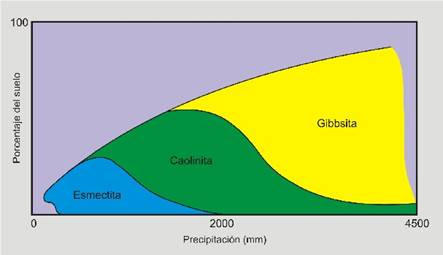 100
Porcentaje del suelo
Gibbsita
Caolinita
Esmectita
0
2000
4500
Precipitación (mm)